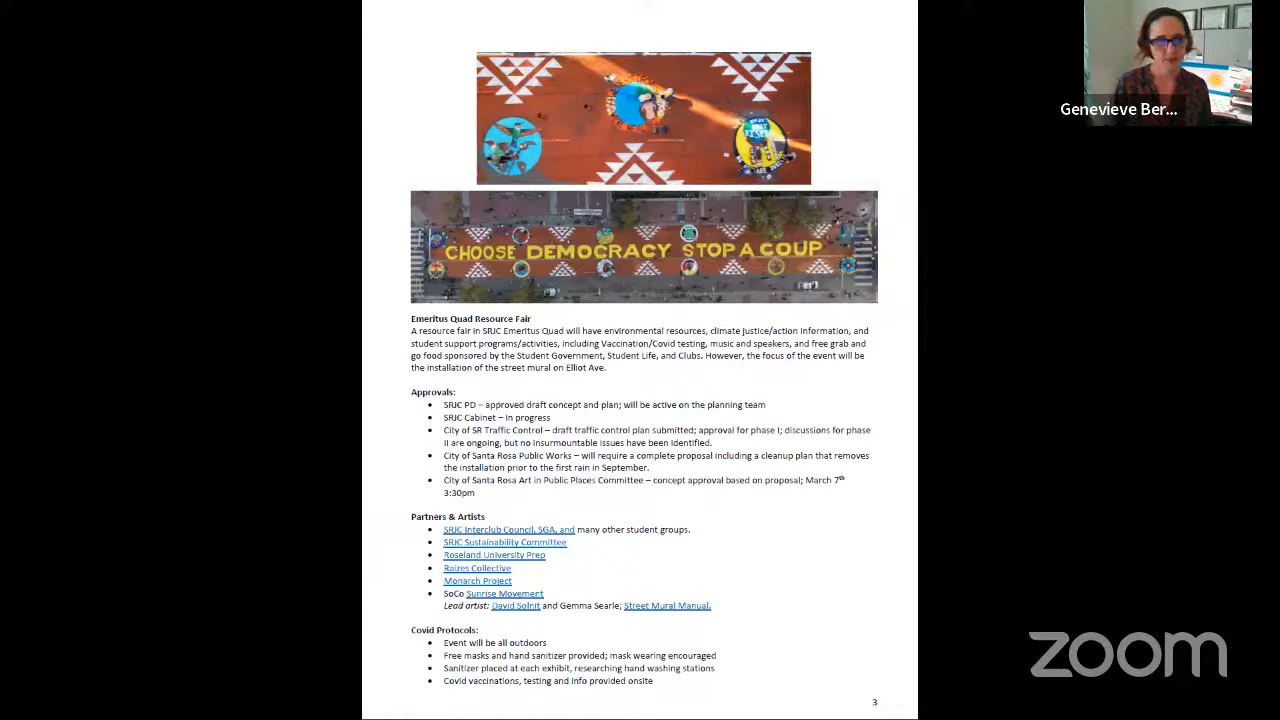 Genevieve Ber...
CHOOSE DEMOCRACY STOP A COUP
Emeritus Quad Resource Fair
A resource fair in SRJC Emeritus Quad will have environmental resources, climate justice/action information, and
student support programs/activities, including Vaccination/Covid testing, music and speakers, and free grab and
go food sponsored by the Student Government, Student Life, and Clubs. However, the focus of the event will be
the installation of the street mural on Elliot Ave.
Approvals:
• SRJC PD – approved draft concept and plan; will be active on the planning team
• SRJC Cabinet – in progress
• City of SR Traffic Control – draft traffic control plan submitted; approval for phase I; discussions for phase
II are ongoing, but no insurmountable issues have been identified.
• City of Santa Rosa Public Works – will require a complete proposal including a cleanup plan that removes
the installation prior to the first rain in September.
• City of Santa Rosa Art in Public Places Committee – concept approval based on proposal; March 7th
3:30pm
Partners & Artists
• SRJC Interclub Council, SGA, and many other student groups.
• SRJC Sustainability Committee
• Roseland University Prep
• Raizes Collective
• Monarch Project
• SoCo Sunrise Movement
Lead artist: David Solnit and Gemma Searle; Street Mural Manual.
Covid Protocols:
• Event will be all outdoors
• Free masks and hand sanitizer provided; mask wearing encouraged
• Sanitizer placed at each exhibit, researching hand washing stations
• Covid vaccinations, testing and info provided onsite
3
zoom